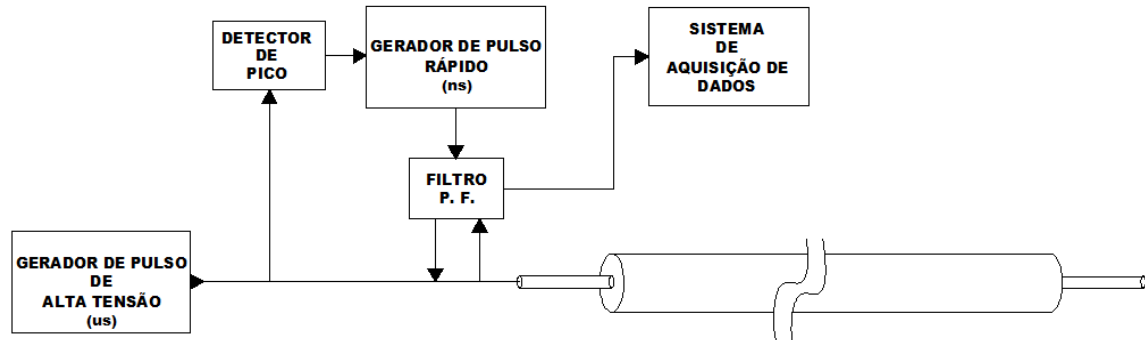 DETECTOR
DE
PICO
GERADOR DE PULSO
RÁPIDO
(ns)
SISTEMA
DE
AQUISIÇÃO DE
DADOS
FILTRO
P. F.
GERADOR DE PULSO
DE
ALTA TENSÃO
(us)